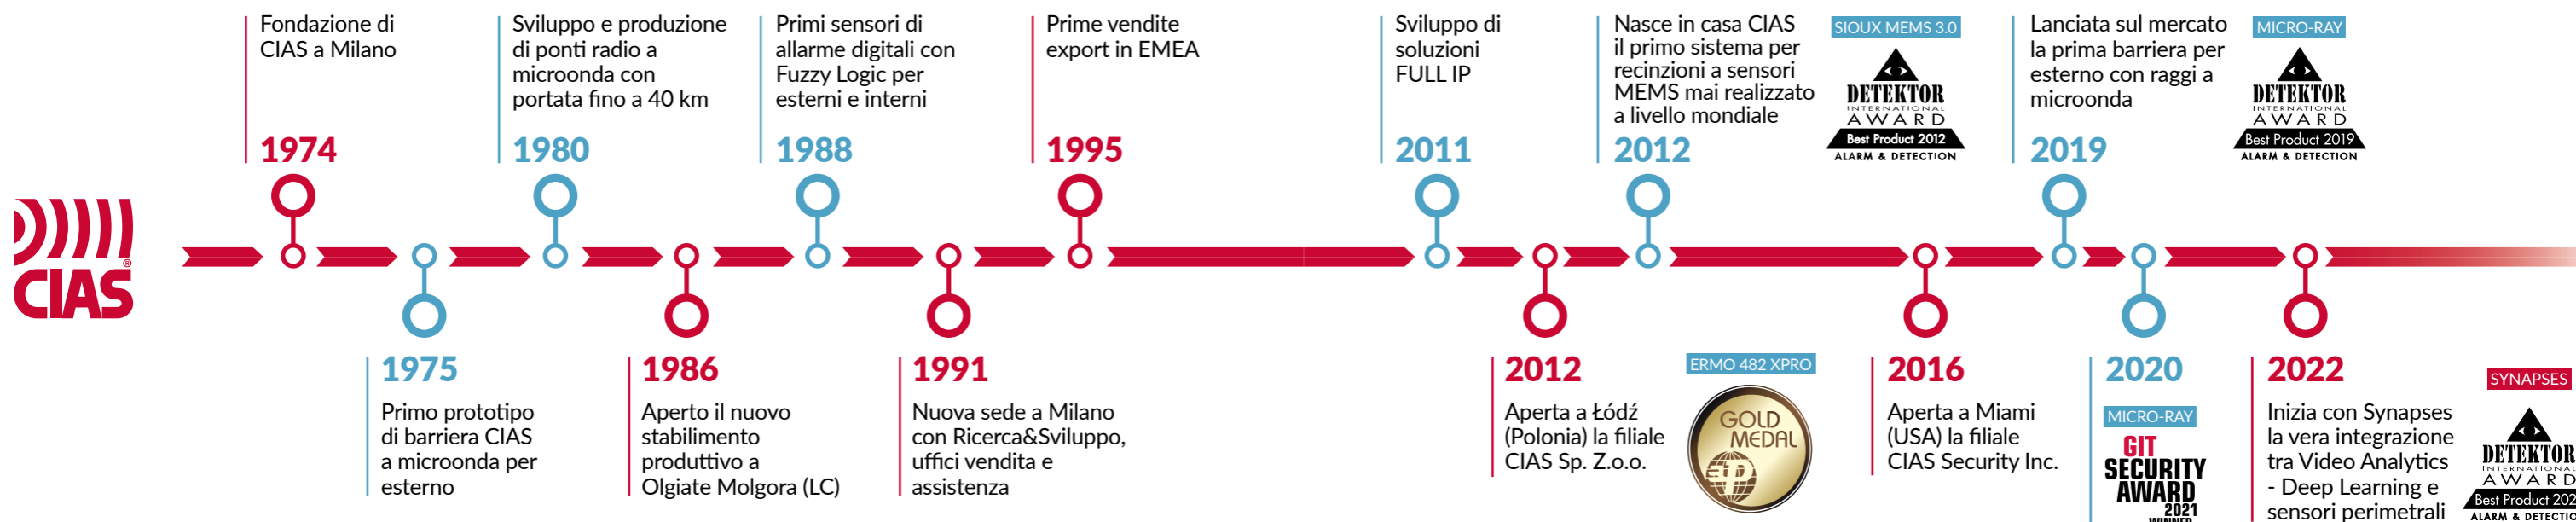 Fondazione di
CIAS a Milano
1974
Sviluppo e produzione
di ponti radio a
microonda con
portata fino a 40 km
1980
Primi sensori di
allarme digitali con
Fuzzy Logic per
esterni e interni
1988
Prime vendite
export in EMEA
1995
Sviluppo di
soluzioni
FULL IP
2011
Nasce in casa CIAS
il primo sistema per
recinzioni a sensori
MEMS mai realizzato
a livello mondiale
2012
SIOUX MEMS 3.0
DETEKTOR
INTERNATIONAL
AWARD
Best Product 2012
ALARM & DETECTION
Lanciata sul mercato
la prima barriera per
esterno con raggi a
microonda
2019
MICRO-RAY
DETEKTOR
INTERNATIONAL
AWARD
Best Product 2019
ALARM & DETECTION
CIAS®
1975
Primo prototipo
di barriera CIAS
a microonda per
esterno
1986
Aperto il nuovo
stabilimento
produttivo a
Olgiate Molgora (LC)
1991
Nuova sede a Milano
con Ricerca&Sviluppo,
uffici vendita e
assistenza
2012
Aperta a Łódź
(Polonia) la filiale
CIAS Sp. Z.o.o.
ERMO 482 XPRO
GOLD
MEDAL
2016
Aperta a Miami
(USA) la filiale
CIAS Security Inc.
2020
MICRO-RAY
GIT
SECURITY
AWARD
2021
WINNER
2022
Inizia con Synapses
la vera integrazione
tra Video Analytics
- Deep Learning e
sensori perimetrali
SYNAPSES
DETEKTOR
INTERNATIONAL
AWARD
Best Product 202
ALARM & DETECTIO